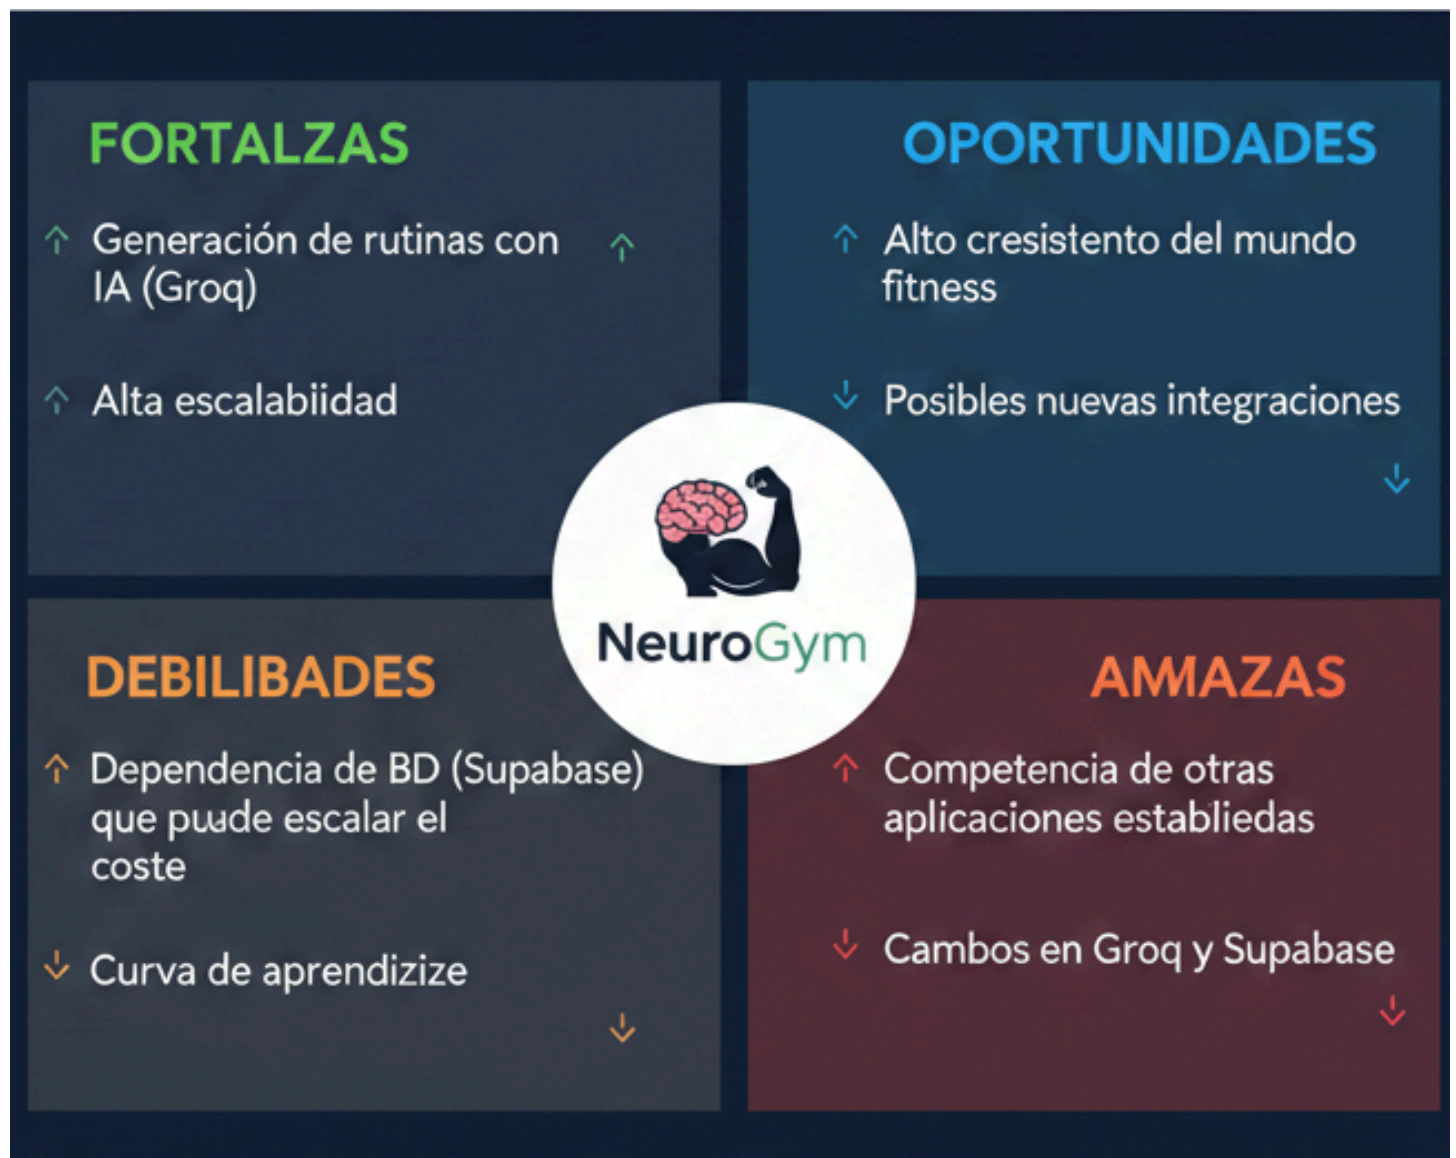 FORTALZAS
Generación de rutinas con
IA (Groq)
Alta escalabiidad
OPORTUNIDADES
Alto cresistento del mundo
fitness
Posibles nuevas integraciones
NeuroGym
DEBILIBADES
Dependencia de BD (Supabase)
que puade escalar el
coste
Curva de aprendizize
AMMAZAS
Competencia de otras
aplicaciones establiedas
Cambos en Groq y Supabase